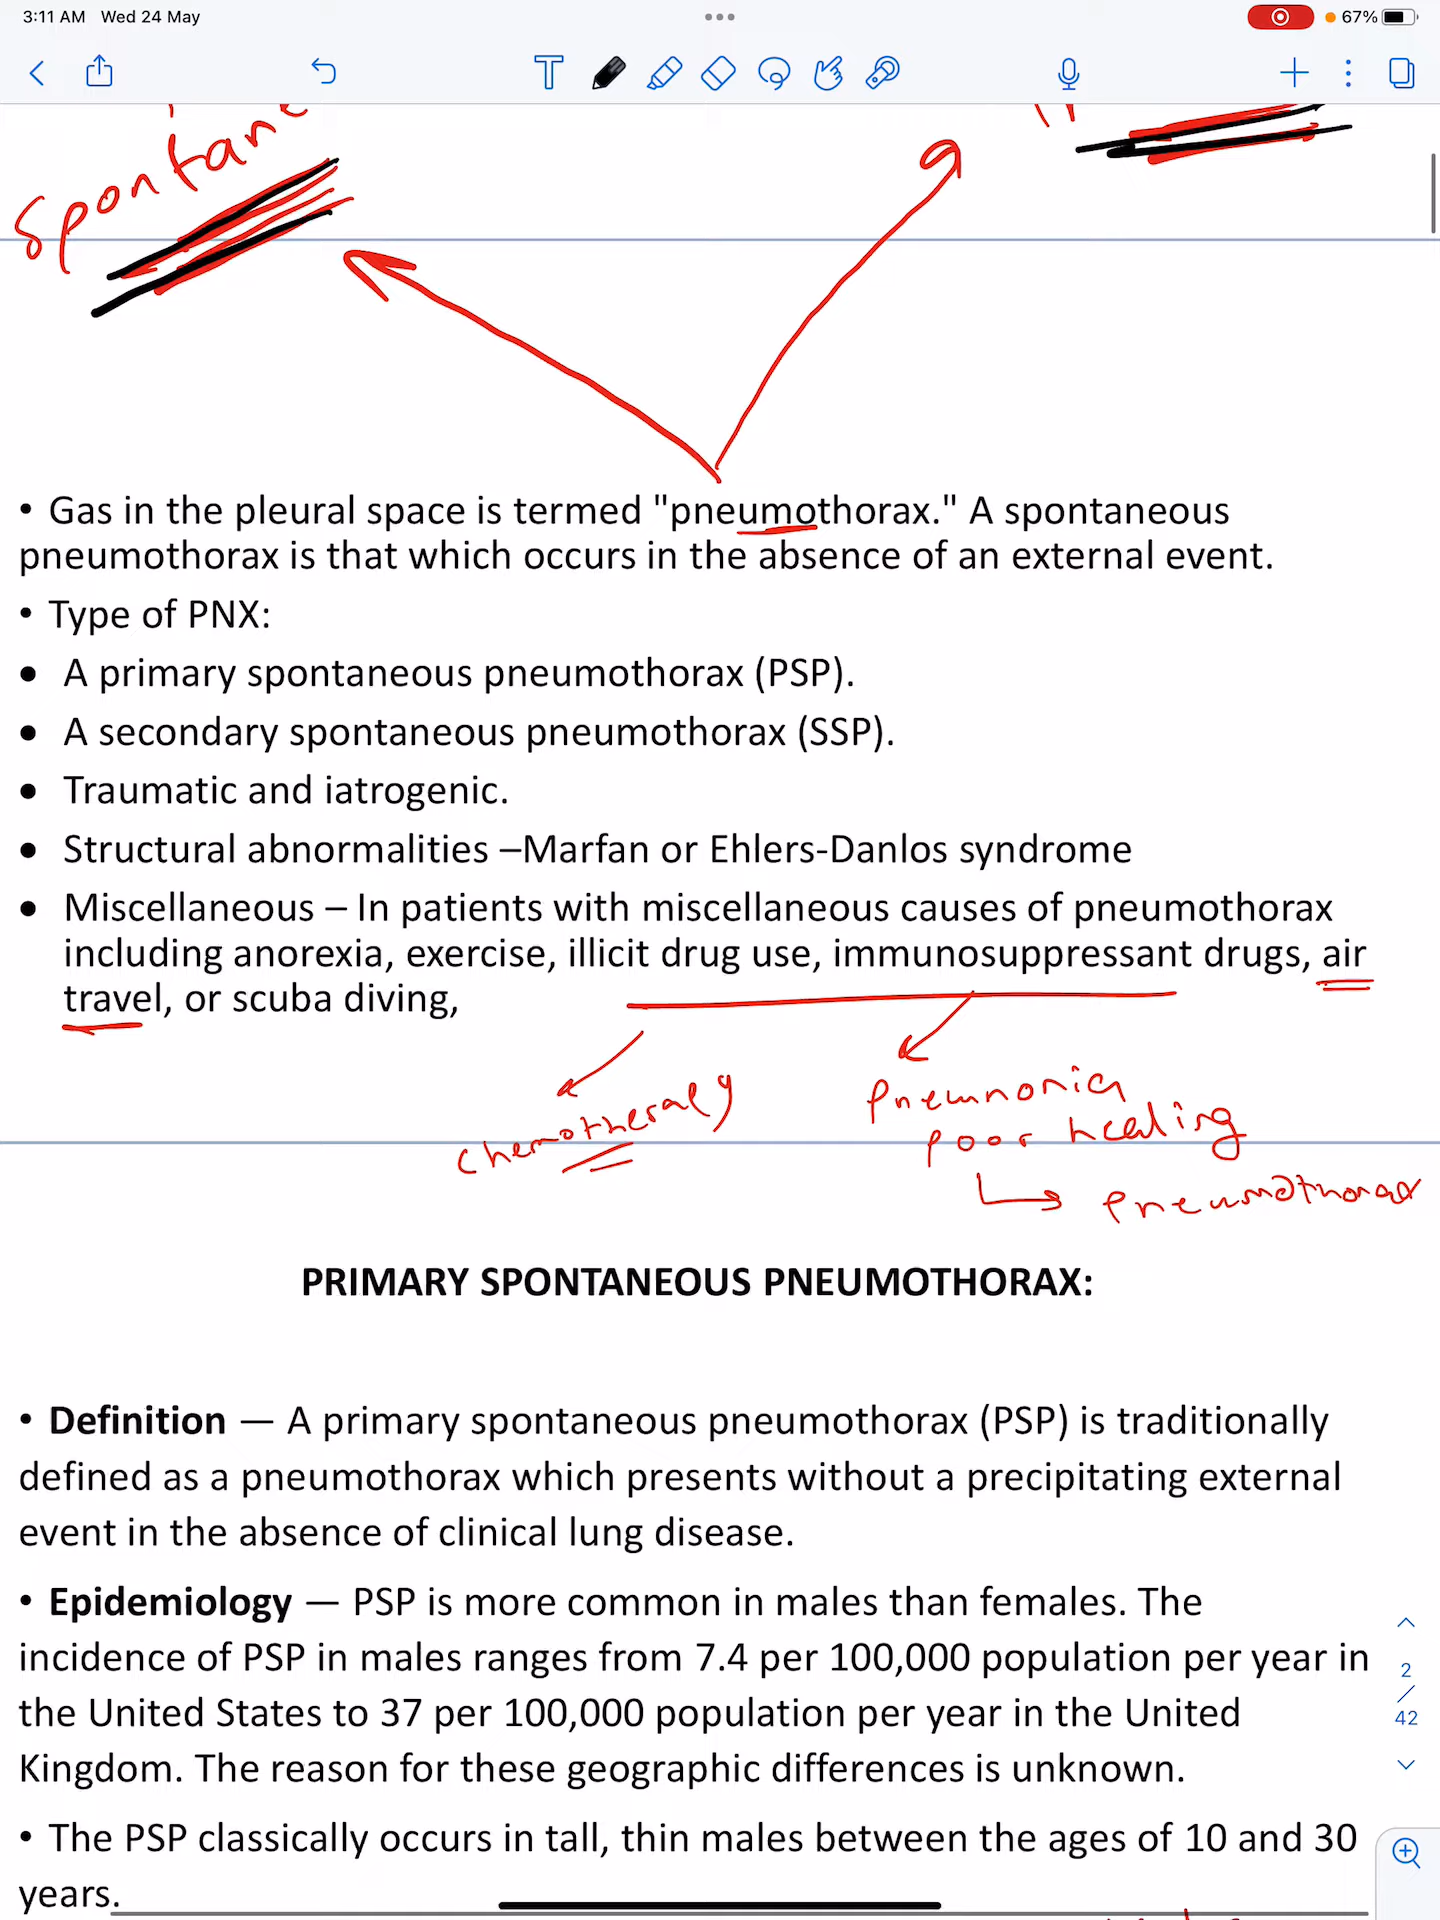 3:11 AM Wed 24 May
67%
T
• Gas in the pleural space is termed "pneumothorax." A spontaneous
pneumothorax is that which occurs in the absence of an external event.
• Type of PNX:
• A primary spontaneous pneumothorax (PSP).
• A secondary spontaneous pneumothorax (SSP).
• Traumatic and iatrogenic.
• Structural abnormalities –Marfan or Ehlers-Danlos syndrome
• Miscellaneous – In patients with miscellaneous causes of pneumothorax
including anorexia, exercise, illicit drug use, immunosuppressant drugs, air
travel, or scuba diving,
chemotherapy
pneumonia
poor healing
pneumothorax
PRIMARY SPONTANEOUS PNEUMOTHORAX:
• Definition — A primary spontaneous pneumothorax (PSP) is traditionally
defined as a pneumothorax which presents without a precipitating external
event in the absence of clinical lung disease.
• Epidemiology — PSP is more common in males than females. The
incidence of PSP in males ranges from 7.4 per 100,000 population per year in
the United States to 37 per 100,000 population per year in the United
Kingdom. The reason for these geographic differences is unknown.
2
/
42
• The PSP classically occurs in tall, thin males between the ages of 10 and 30
years.